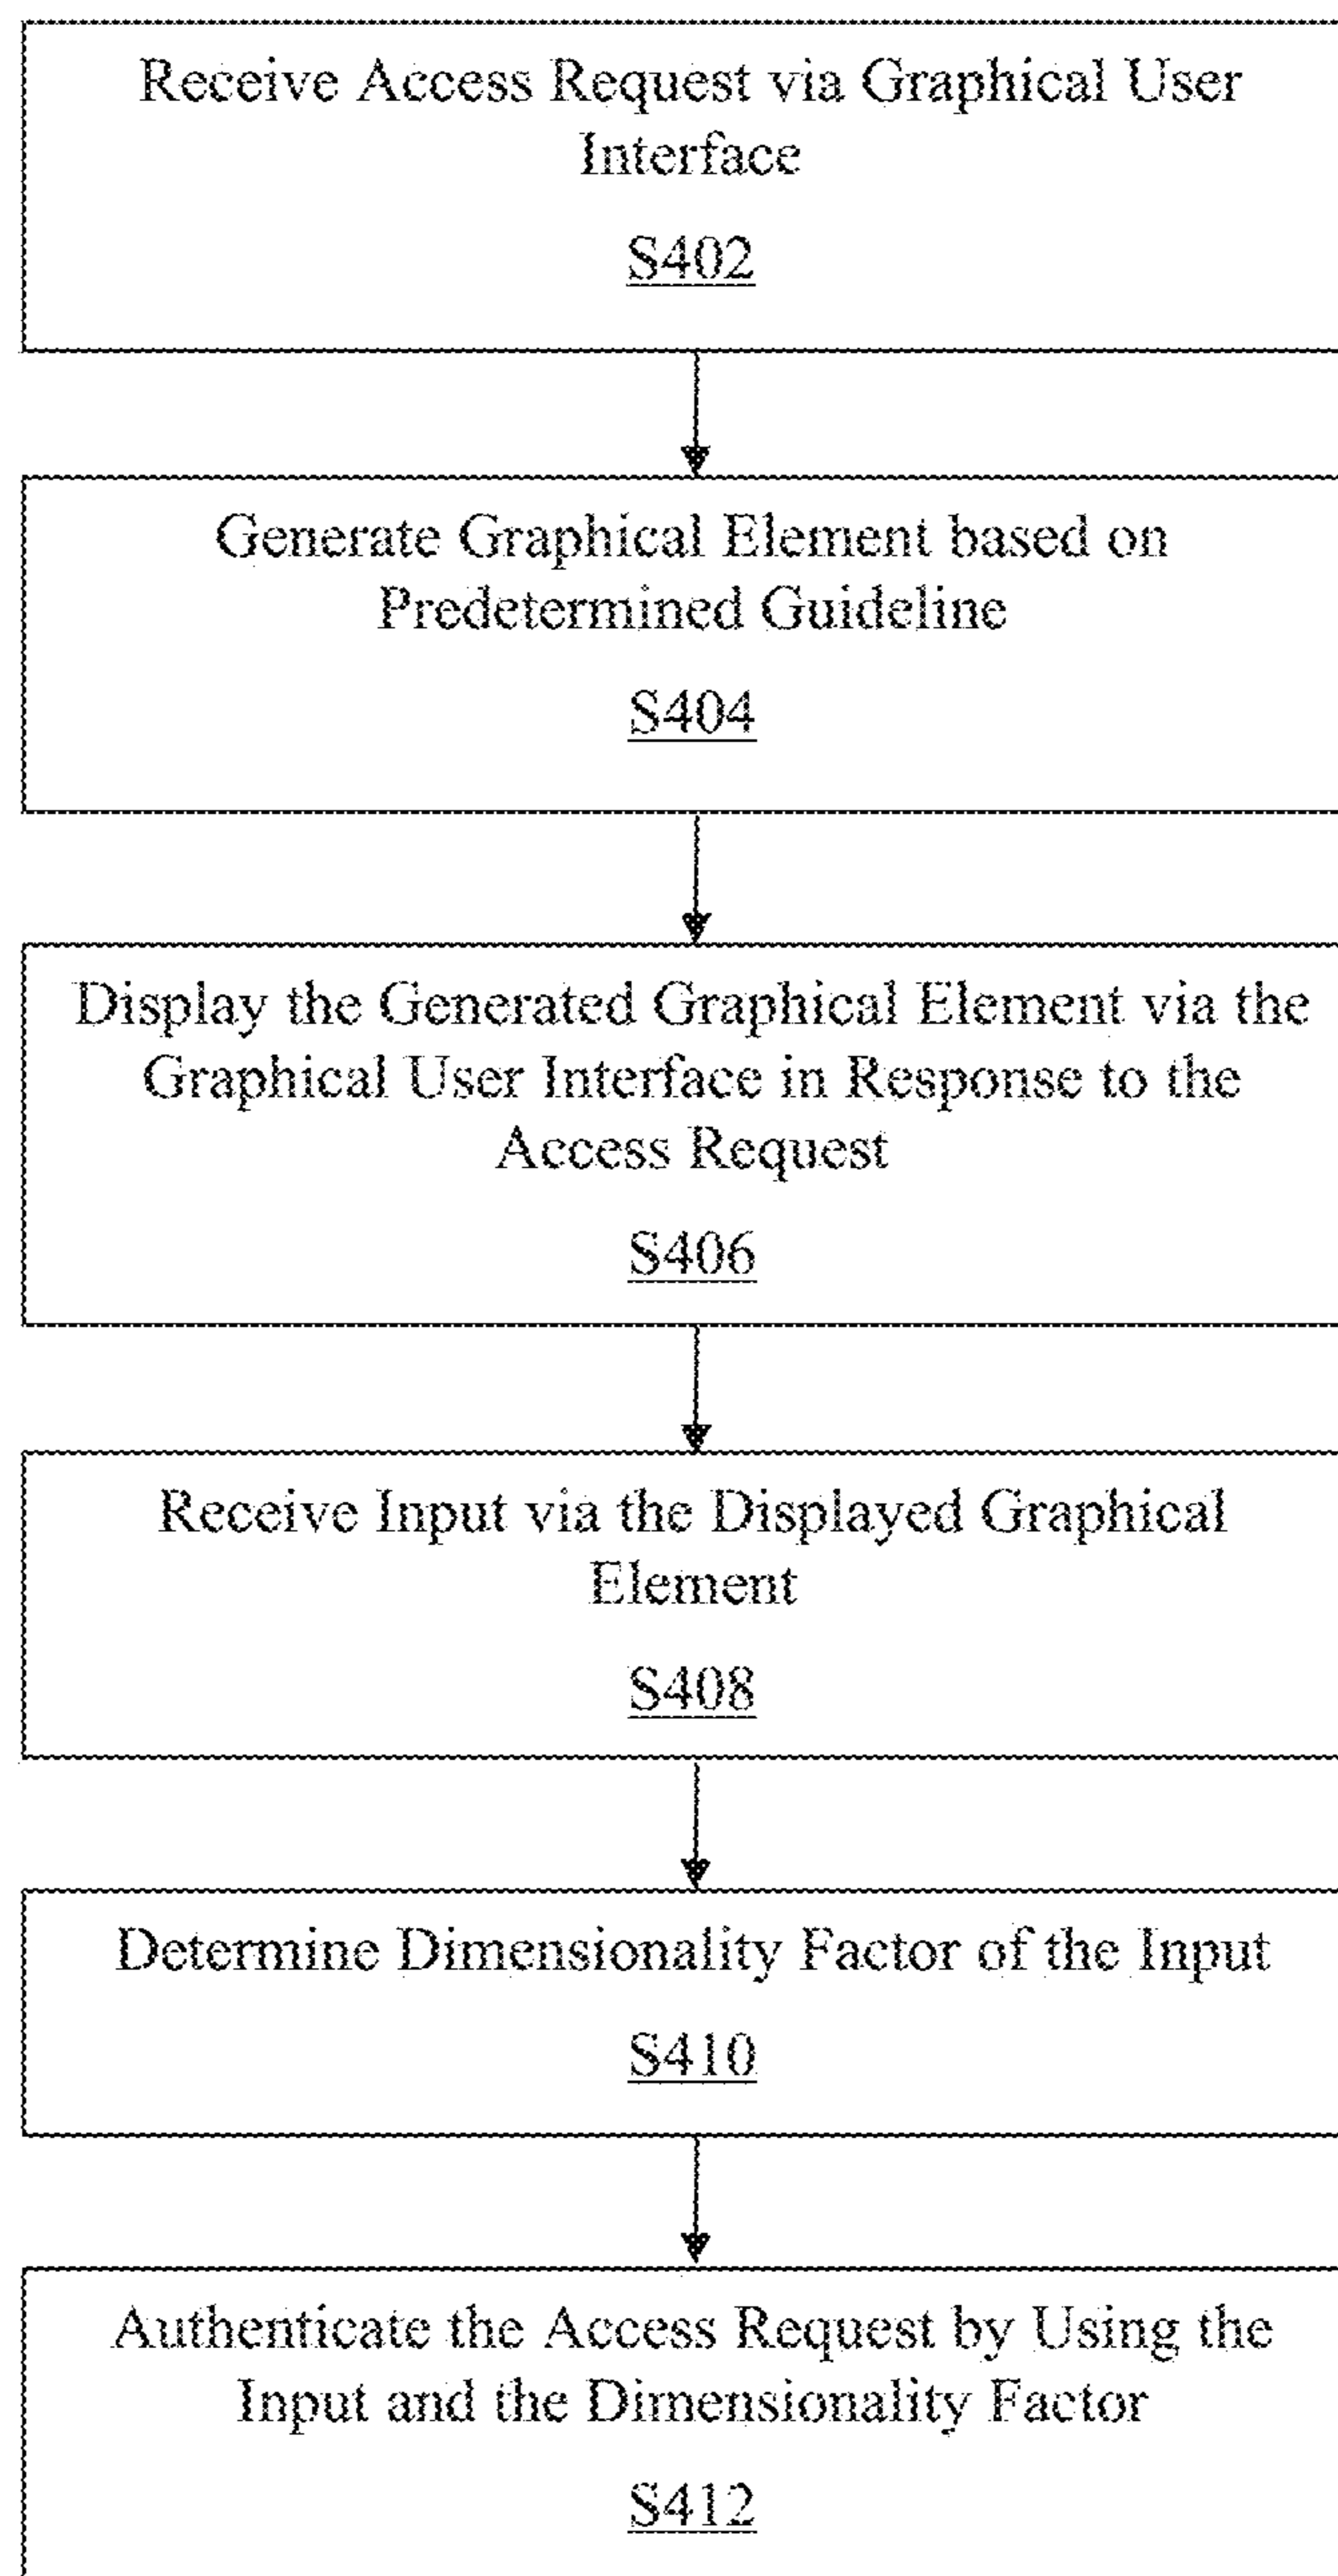 Receive Access Request via Graphical User
Interface
S402
Generate Graphical Element based on
Predetermined Guideline
S404
Display the Generated Graphical Element via the
Graphical User Interface in Response to the
Access Request
S406
Receive Input via the Displayed Graphical
Element
S408
Determine Dimensionality Factor of the Input
S410
Authenticate the Access Request by Using the
Input and the Dimensionality Factor
S412